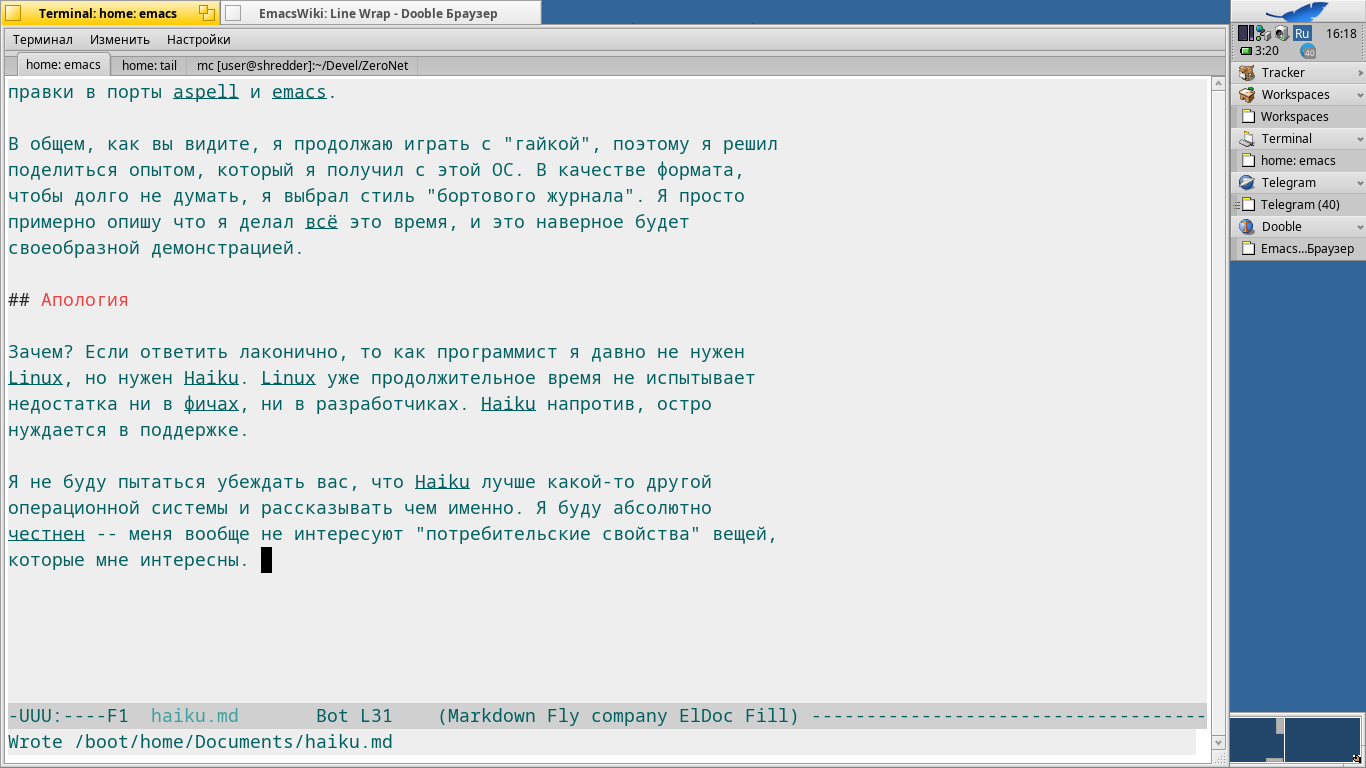 Terminal: home: emacs
EmacsWiki: Line Wrap - Dooble Браузер
Терминал Изменить Настройки
home: emacs home: tail mc [user@shredder]:~/Devel/ZeroNet
правки в порты aspell и emacs.
В общем, как вы видите, я продолжаю играть с "гайкой", поэтому я решил
поделиться опытом, который я получил с этой ОС. В качестве формата,
чтобы долго не думать, я выбрал стиль "бортового журнала". Я просто
примерно опишу что я делал всё это время, и это наверное будет
своеобразной демонстрацией.
## Апология
Зачем? Если ответить лаконично, то как программист я давно не нужен
Linux, но нужен Haiku. Linux уже продолжительное время не испытывает
недостатка ни в фичах, ни в разработчиках. Haiku напротив, остро
нуждается в поддержке.
Я не буду пытаться убеждать вас, что Haiku лучше какой-то другой
операционной системы и рассказывать чем именно. Я буду абсолютно
честнен -- меня вообще не интересуют "потребительские свойства" вещей,
которые мне интересны.
-UUU:----F1 haiku.md Bot L31 (Markdown Fly company ElDoc Fill) ------------------------------------
Wrote /boot/home/Documents/haiku.md
Ru 16:18
3:20 40
Tracker
Workspaces
Workspaces
Terminal
home: emacs
Telegram
Telegram (40)
Dooble
Emacs...Браузер